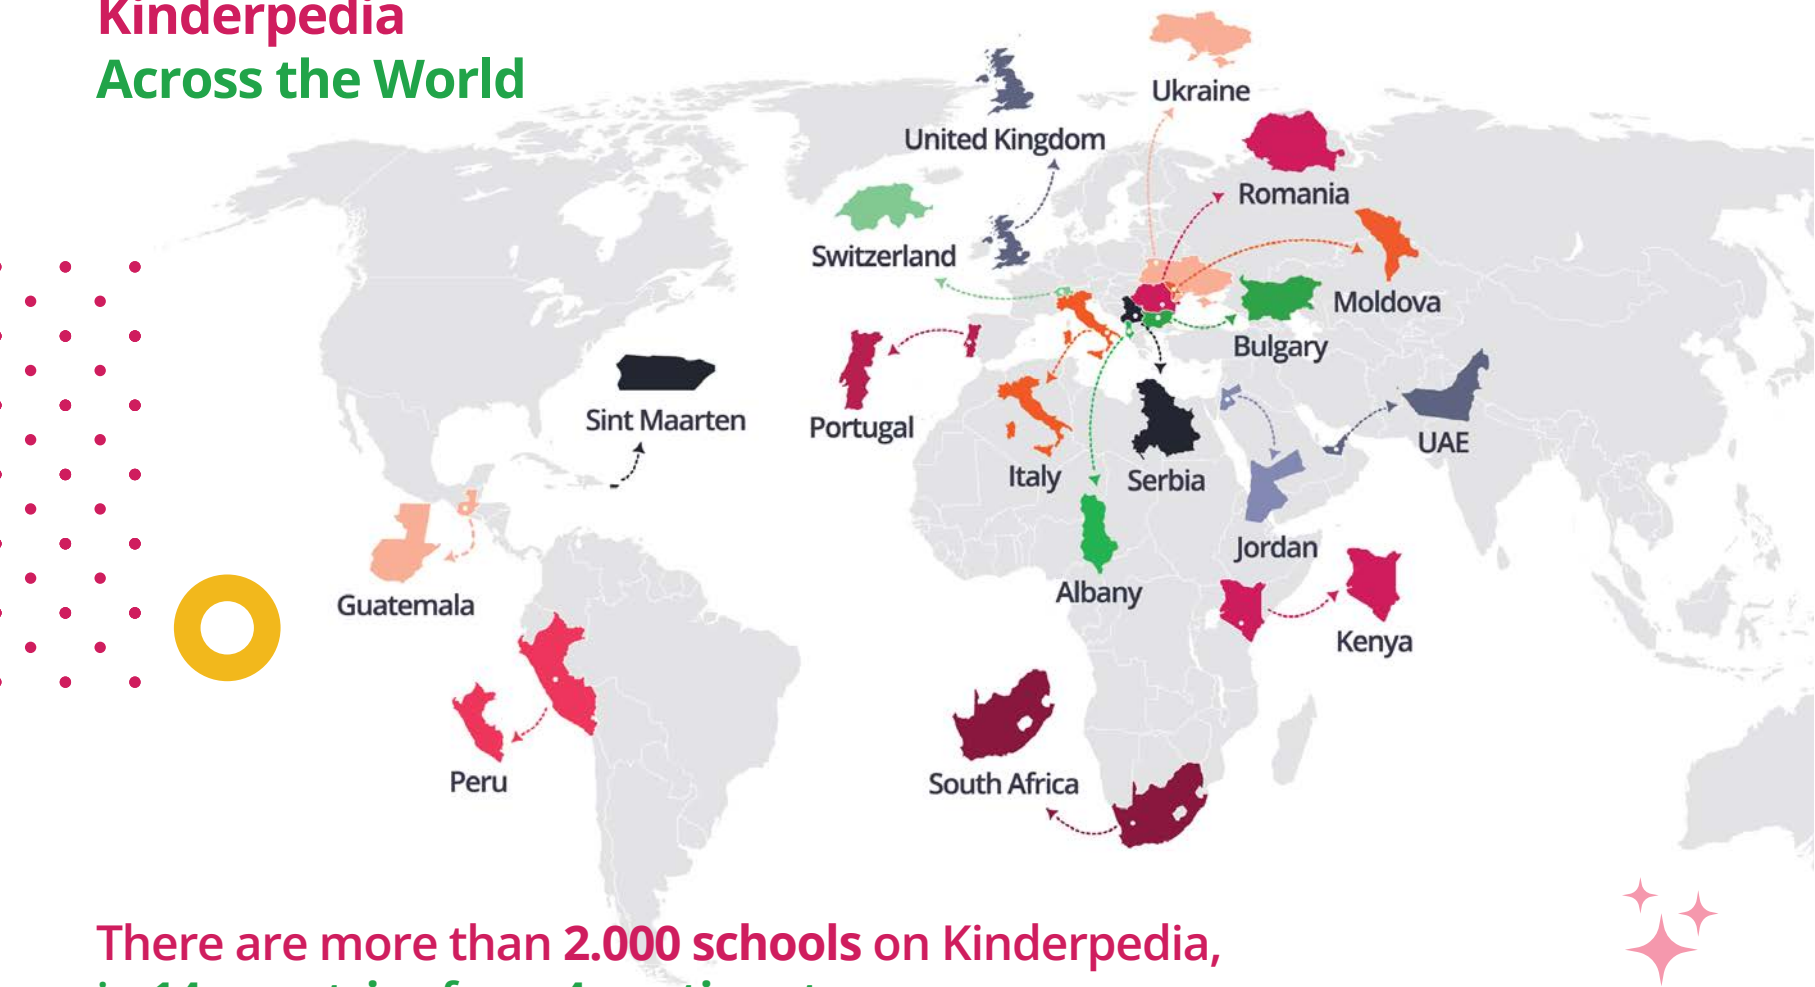 Kinderpedia
Across the World
Ukraine
United Kingdom
Romania
Switzerland
Moldova
Bulgary
Sint Maarten
Portugal
UAE
Italy
Serbia
Jordan
Albany
Guatemala
Kenya
Peru
South Africa
There are more than 2.000 schools on Kinderpedia,